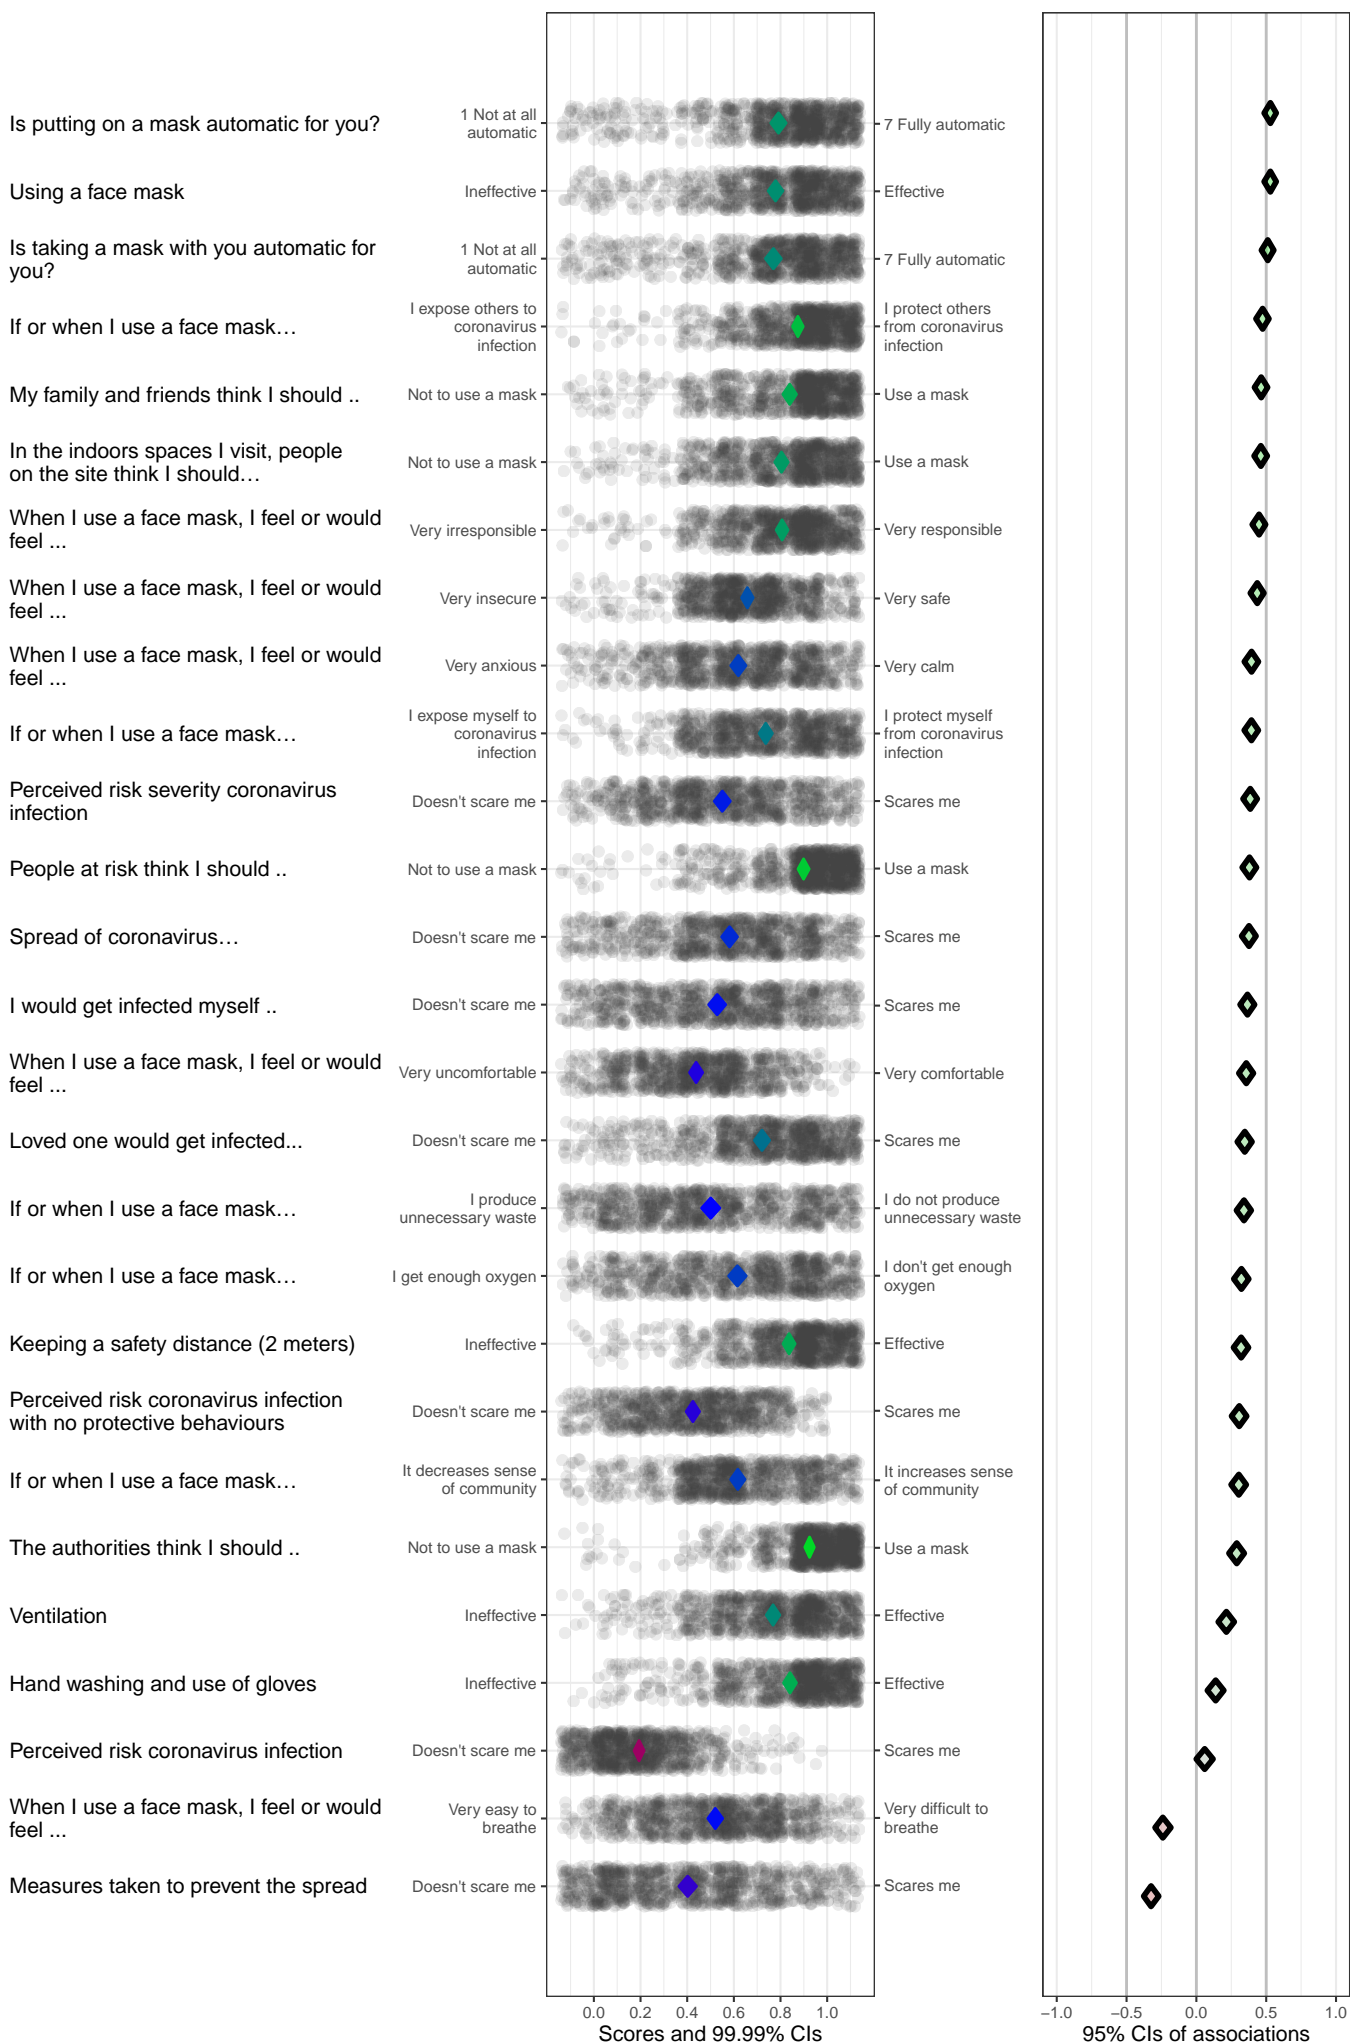 Is putting on a mask automatic for you?
1 Not at all
automatic
7 Fully automatic
Using a face mask
Ineffective
Effective
Is taking a mask with you automatic for
you?
1 Not at all
automatic
7 Fully automatic
If or when I use a face mask…
I expose others to
coronavirus
infection
I protect others
from coronavirus
infection
My family and friends think I should ..
Not to use a mask
Use a mask
In the indoors spaces I visit, people
on the site think I should…
Not to use a mask
Use a mask
When I use a face mask, I feel or would
feel ...
Very irresponsible
Very responsible
When I use a face mask, I feel or would
feel ...
Very insecure
Very safe
When I use a face mask, I feel or would
feel ...
Very anxious
Very calm
If or when I use a face mask…
I expose myself to
coronavirus
infection
I protect myself
from coronavirus
infection
Perceived risk severity coronavirus
infection
Doesn't scare me
Scares me
People at risk think I should ..
Not to use a mask
Use a mask
Spread of coronavirus…
Doesn't scare me
Scares me
I would get infected myself ..
Doesn't scare me
Scares me
When I use a face mask, I feel or would
feel ...
Very uncomfortable
Very comfortable
Loved one would get infected...
Doesn't scare me
Scares me
If or when I use a face mask…
I produce
unnecessary waste
I do not produce
unnecessary waste
If or when I use a face mask…
I get enough oxygen
I don't get enough
oxygen
Keeping a safety distance (2 meters)
Ineffective
Effective
Perceived risk coronavirus infection
with no protective behaviours
Doesn't scare me
Scares me
If or when I use a face mask…
It decreases sense
of community
It increases sense
of community
The authorities think I should ..
Not to use a mask
Use a mask
Ventilation
Ineffective
Effective
Hand washing and use of gloves
Ineffective
Effective
Perceived risk coronavirus infection
Doesn't scare me
Scares me
When I use a face mask, I feel or would
feel ...
Very easy to
breathe
Very difficult to
breathe
Measures taken to prevent the spread
Doesn't scare me
Scares me
0.0 0.2 0.4 0.6 0.8 1.0
Scores and 99.99% CIs
−1.0 −0.5 0.0 0.5 1.0
95% CIs of associations